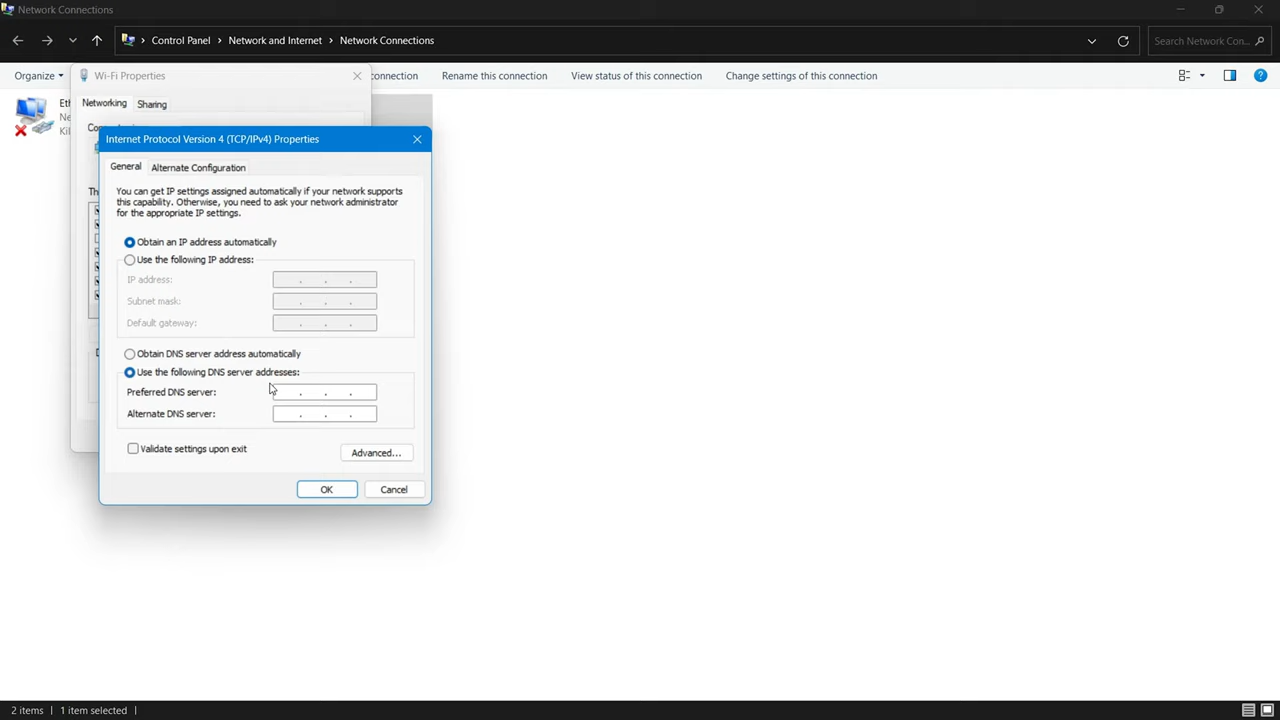 Network Connections
Control Panel > Network and Internet > Network Connections
Search Network Con...
Organize
Wi-Fi Properties
connection
Rename this connection
View status of this connection
Change settings of this connection
Networking
Sharing
Internet Protocol Version 4 (TCP/IPv4) Properties
General
Alternate Configuration
You can get IP settings assigned automatically if your network supports
this capability. Otherwise, you need to ask your network administrator
for the appropriate IP settings.
Obtain an IP address automatically
Use the following IP address:
IP address:
Subnet mask:
Default gateway:
Obtain DNS server address automatically
Use the following DNS server addresses:
Preferred DNS server:
Alternate DNS server:
Validate settings upon exit
Advanced...
OK
Cancel
2 items
1 item selected